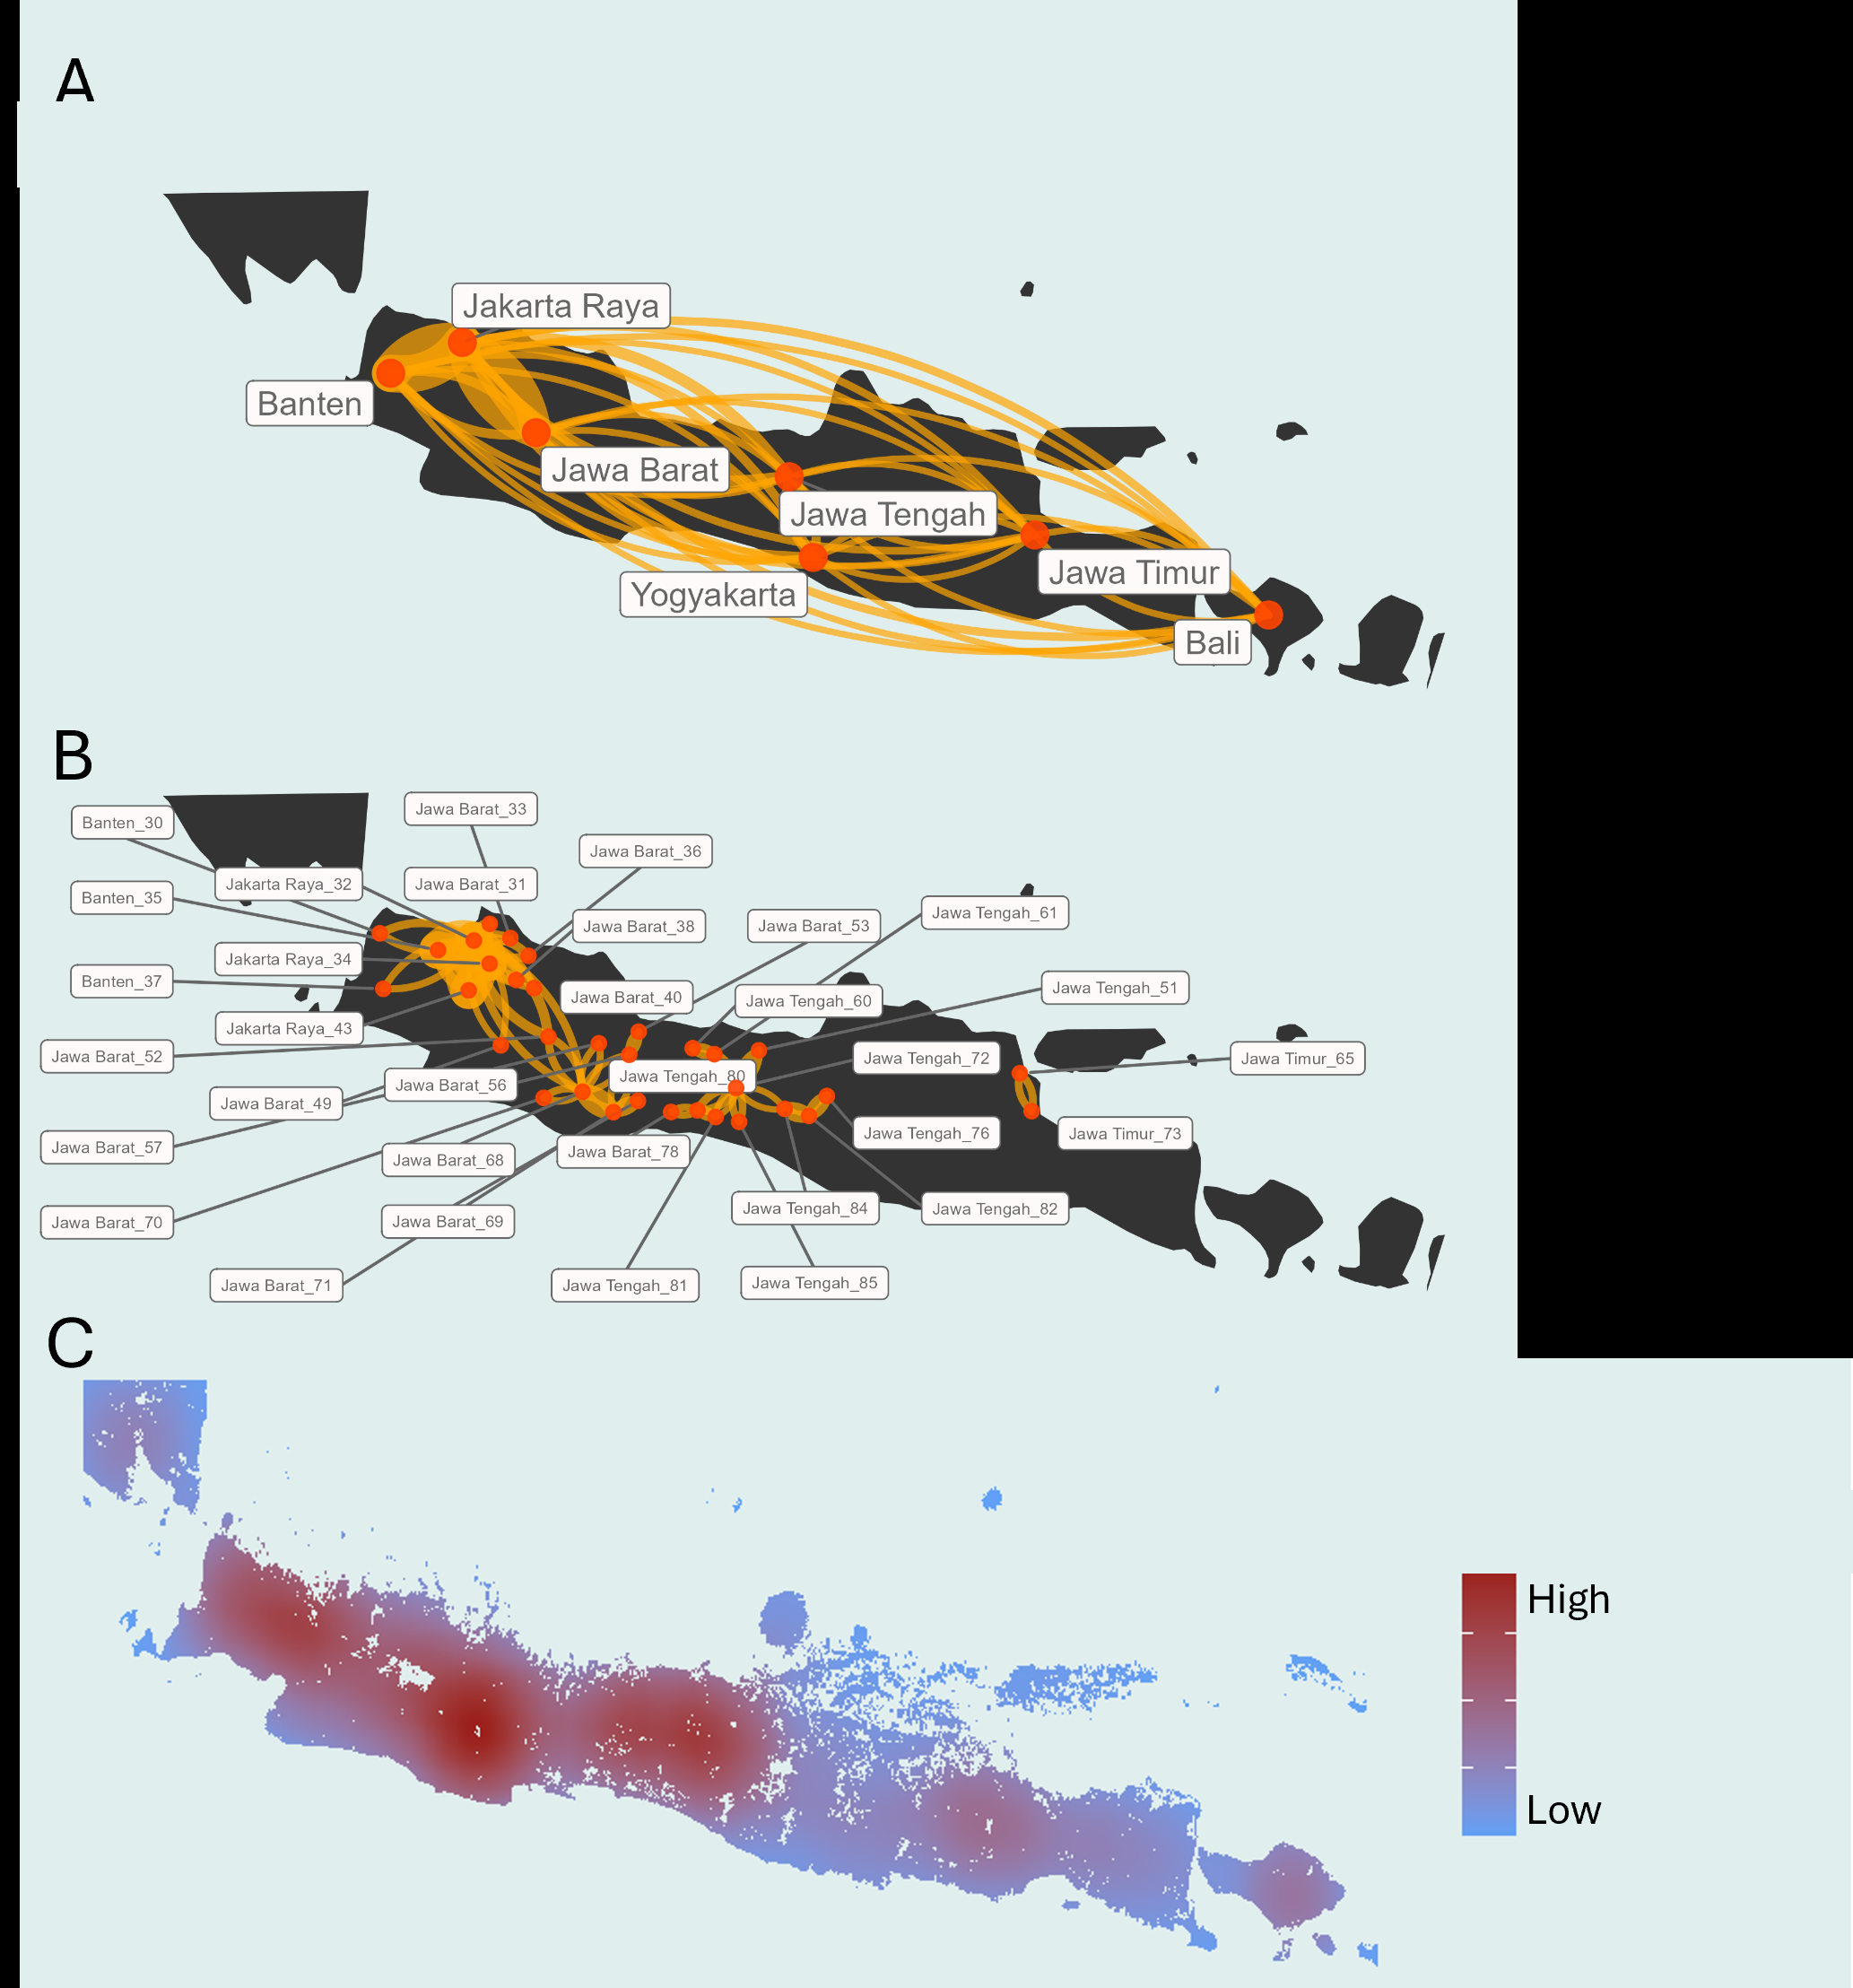 A
Jakarta Raya
Banten
Jawa Barat
Jawa Tengah
Jawa Timur
Yogyakarta
Bali
B
Jawa Barat_33
Banten_30
Jawa Barat_36
Jakarta Raya_32
Jawa Barat_31
Banten_35
Jawa Tengah_61
Jawa Barat_38
Jawa Barat_53
Jakarta Raya_34
Banten_37
Jawa Tengah_51
Jawa Barat_40
Jawa Tengah_60
Jakarta Raya_43
Jawa Barat_52
Jawa Tengah_72
Jawa Timur_65
Jawa Tengah_80
Jawa Barat_56
Jawa Barat_49
Jawa Tengah_76
Jawa Timur_73
Jawa Barat_57
Jawa Barat_78
Jawa Barat_68
Jawa Tengah_84
Jawa Tengah_82
Jawa Barat_70
Jawa Barat_69
Jawa Barat_71
Jawa Tengah_81
Jawa Tengah_85
C
High
Low